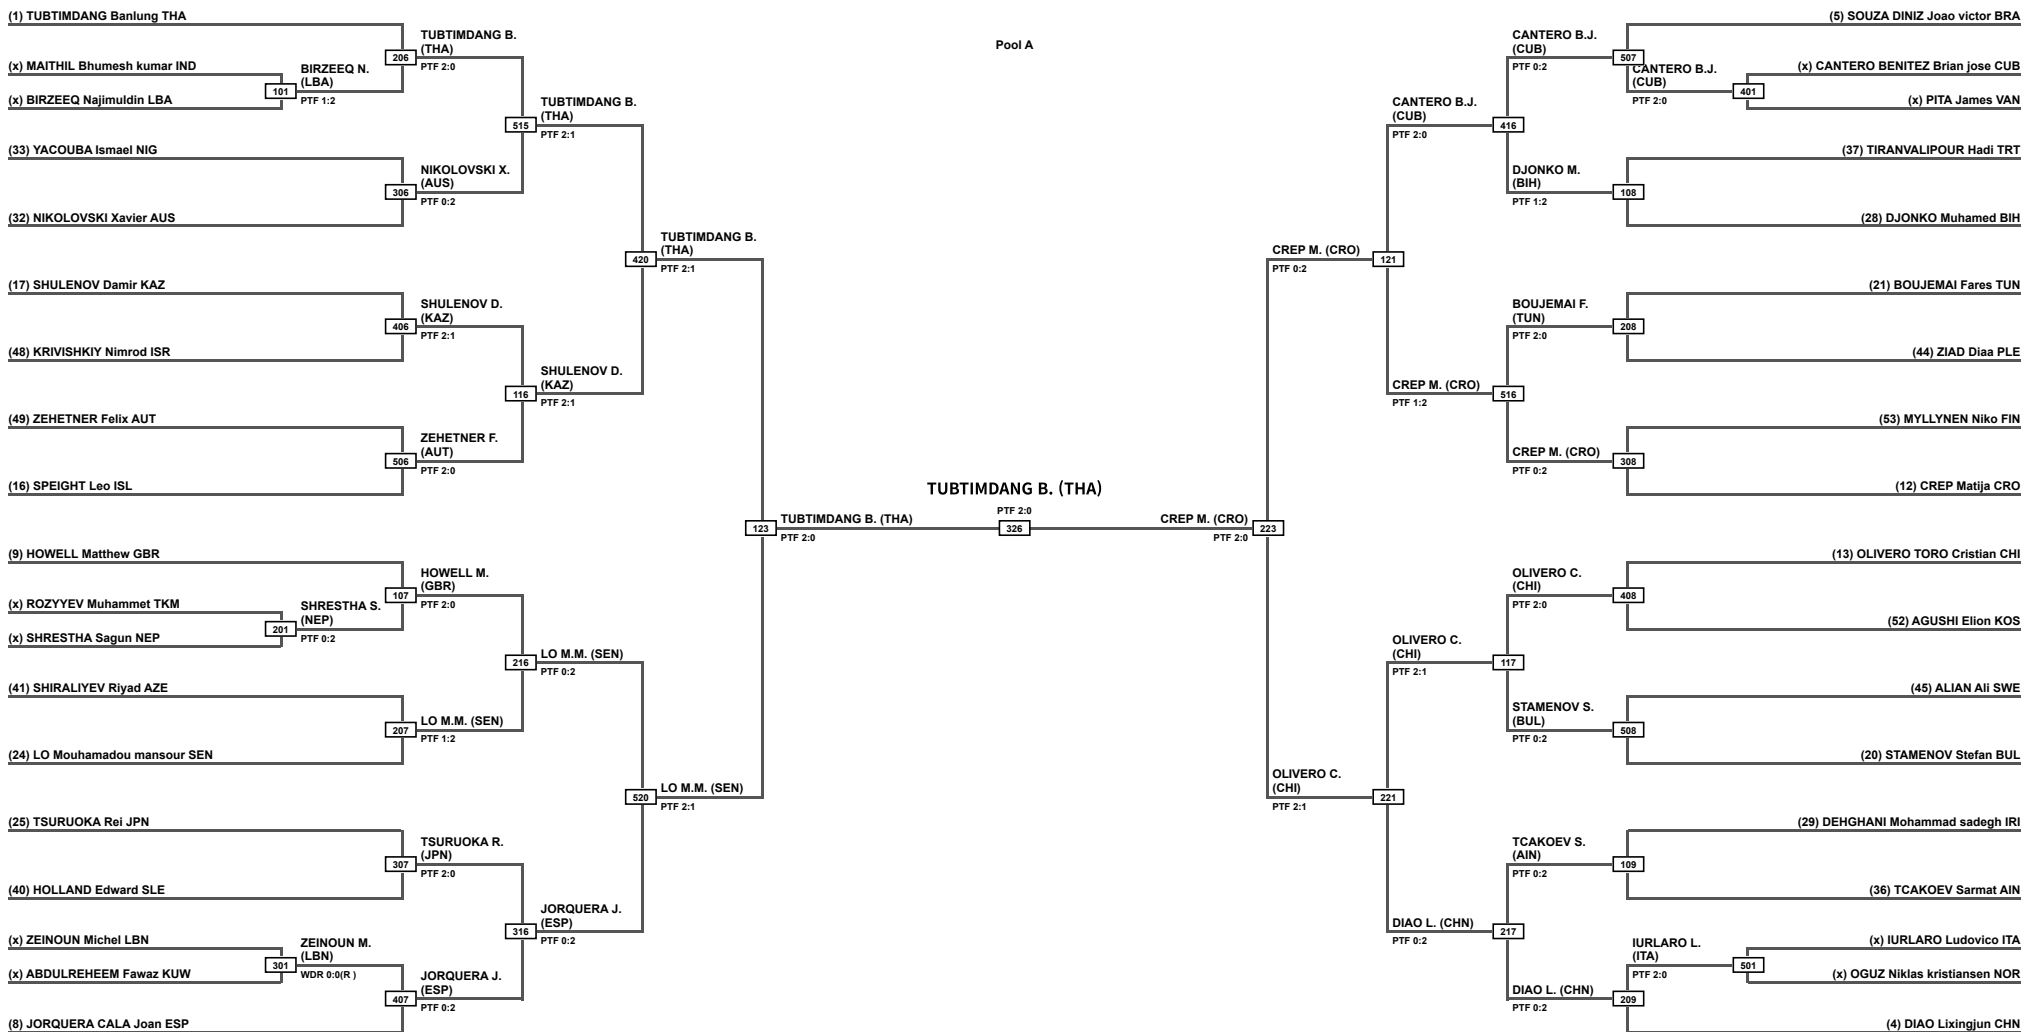 Pool A
(1) TUBTIMDANG Banlung THA
TUBTIMDANG B.
(THA)
206
PTF 2:0
(x) MAITHIL Bhumesh kumar IND
BIRZEEQ N.
(LBA)
101
PTF 1:2
(x) BIRZEEQ Najimuldin LBA
TUBTIMDANG B.
(THA)
515
PTF 2:1
(33) YACOUBA Ismael NIG
NIKOLOVSKI X.
(AUS)
306
PTF 0:2
(32) NIKOLOVSKI Xavier AUS
TUBTIMDANG B.
(THA)
420
PTF 2:1
(17) SHULENOV Damir KAZ
SHULENOV D.
(KAZ)
406
PTF 2:1
(48) KRIVISHKIY Nimrod ISR
SHULENOV D.
(KAZ)
116
PTF 2:1
(49) ZEHETNER Felix AUT
ZEHETNER F.
(AUT)
506
PTF 2:0
(16) SPEIGHT Leo ISL
TUBTIMDANG B. (THA)
123
PTF 2:0
(9) HOWELL Matthew GBR
HOWELL M.
(GBR)
107
PTF 2:0
(x) ROZYYEV Muhammet TKM
SHRESTHA S.
(NEP)
201
PTF 0:2
(x) SHRESTHA Sagun NEP
LO M.M. (SEN)
216
PTF 0:2
(41) SHIRALIYEV Riyad AZE
LO M.M. (SEN)
207
PTF 1:2
(24) LO Mouhamadou mansour SEN
LO M.M. (SEN)
520
PTF 2:1
(25) TSURUOKA Rei JPN
TSURUOKA R.
(JPN)
307
PTF 2:0
(40) HOLLAND Edward SLE
JORQUERA J.
(ESP)
316
PTF 0:2
(x) ZEINOUN Michel LBN
ZEINOUN M.
(LBN)
301
WDR 0:0(R )
(x) ABDULREHEEM Fawaz KUW
JORQUERA J.
(ESP)
407
PTF 0:2
(8) JORQUERA CALA Joan ESP
TUBTIMDANG B. (THA)
PTF 2:0
326
(5) SOUZA DINIZ Joao victor BRA
CANTERO B.J.
(CUB)
507
PTF 0:2
(x) CANTERO BENITEZ Brian jose CUB
CANTERO B.J.
(CUB)
401
PTF 2:0
(x) PITA James VAN
CANTERO B.J.
(CUB)
416
PTF 2:0
(37) TIRANVALIPOUR Hadi TRT
DJONKO M.
(BIH)
108
PTF 1:2
(28) DJONKO Muhamed BIH
CREP M. (CRO)
121
PTF 0:2
(21) BOUJEMAI Fares TUN
BOUJEMAI F.
(TUN)
208
PTF 2:0
(44) ZIAD Diaa PLE
CREP M. (CRO)
516
PTF 1:2
(53) MYLLYNEN Niko FIN
CREP M. (CRO)
308
PTF 0:2
(12) CREP Matija CRO
CREP M. (CRO)
223
PTF 2:0
(13) OLIVERO TORO Cristian CHI
OLIVERO C.
(CHI)
408
PTF 2:0
(52) AGUSHI Elion KOS
OLIVERO C.
(CHI)
117
PTF 2:1
(45) ALIAN Ali SWE
STAMENOV S.
(BUL)
508
PTF 0:2
(20) STAMENOV Stefan BUL
OLIVERO C.
(CHI)
221
PTF 2:1
(29) DEHGHANI Mohammad sadegh IRI
TCAKOEV S.
(AIN)
109
PTF 0:2
(36) TCAKOEV Sarmat AIN
DIAO L. (CHN)
217
PTF 0:2
(x) IURLARO Ludovico ITA
IURLARO L.
(ITA)
501
PTF 2:0
(x) OGUZ Niklas kristiansen NOR
DIAO L. (CHN)
209
PTF 0:2
(4) DIAO Lixingjun CHN